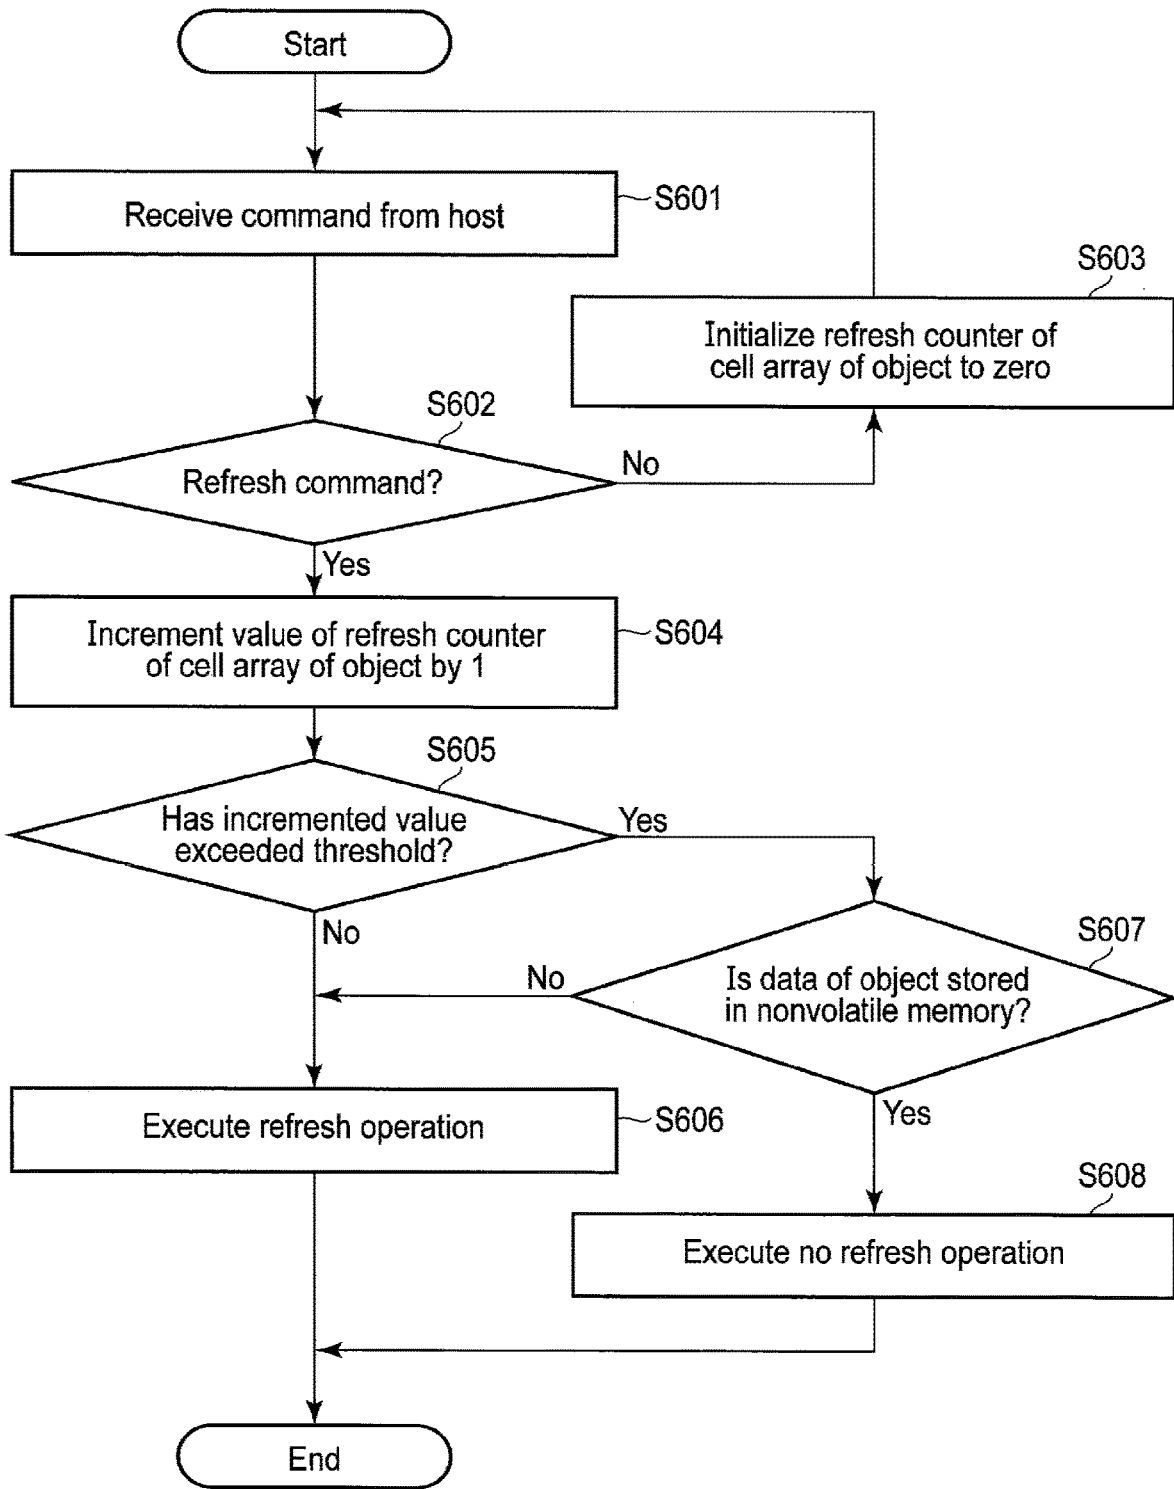 Start
Receive command from host
S601
S603
Initialize refresh counter of
cell array of object to zero
S602
Refresh command?
No
Yes
Increment value of refresh counter
of cell array of object by 1
S604
S605
Has incremented value
exceeded threshold?
Yes
No
S607
Is data of object stored
in nonvolatile memory?
No
Yes
Execute refresh operation
S606
S608
Execute no refresh operation
End